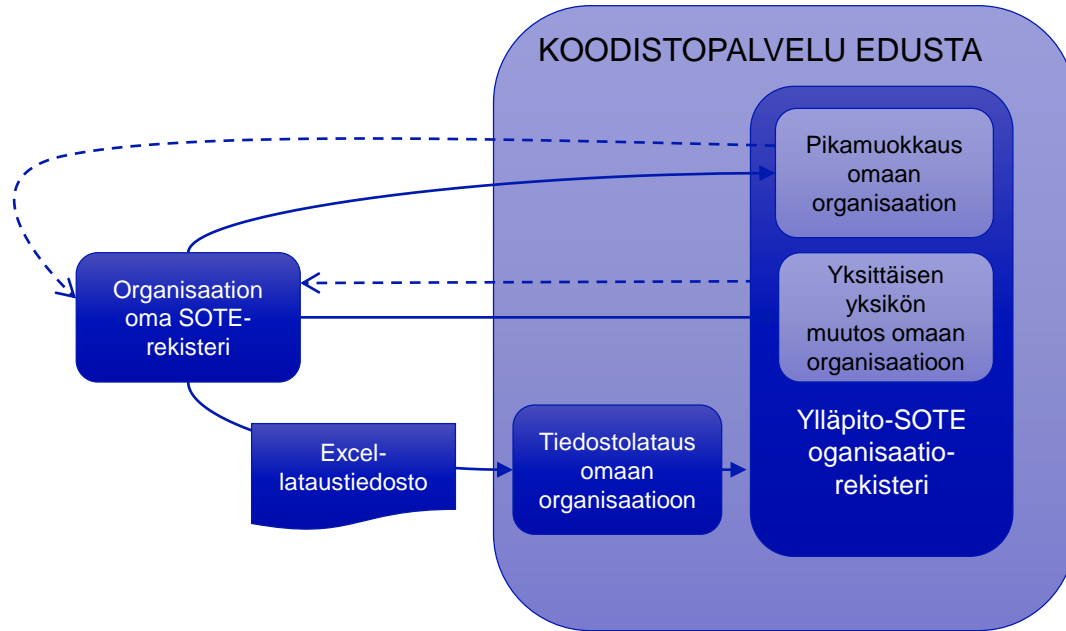 KOODISTOPALVELU EDUSTA
Pikamuokkaus
omaan
organisaation
Yksittäisen
yksikön
muutos omaan
organisaatioon
Organisaation
oma SOTE-
rekisteri
Ylläpito-SOTE
oganisaatio-
rekisteri
Excel-
lataustiedosto
Tiedostolataus
omaan
organisaatioon